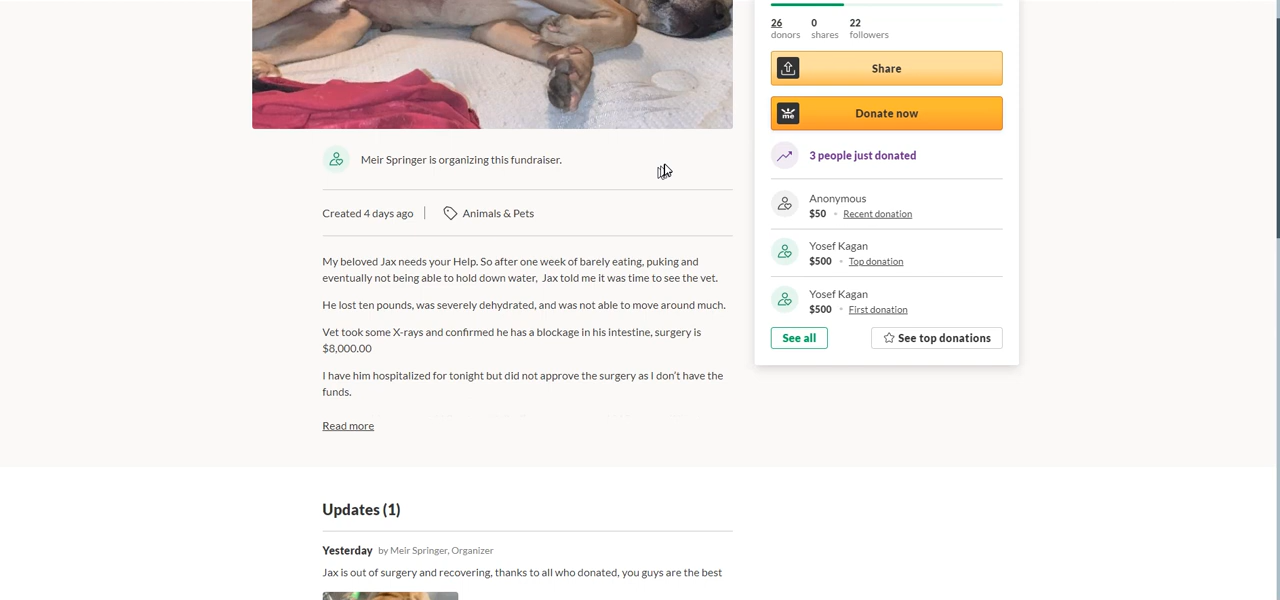 26 0 22
donors shares followers
Share
me Donate now
Meir Springer is organizing this fundraiser.
3 people just donated
Created 4 days ago Animals & Pets
Anonymous
$50 • Recent donation
Yosef Kagan
$500 • Top donation
Yosef Kagan
$500 • First donation
See all See top donations
My beloved Jax needs your Help. So after one week of barely eating, puking and
eventually not being able to hold down water, Jax told me it was time to see the vet.
He lost ten pounds, was severely dehydrated, and was not able to move around much.
Vet took some X-rays and confirmed he has a blockage in his intestine, surgery is
$8,000.00
I have him hospitalized for tonight but did not approve the surgery as I don’t have the
funds.
Read more
Updates (1)
Yesterday by Meir Springer, Organizer
Jax is out of surgery and recovering, thanks to all who donated, you guys are the best